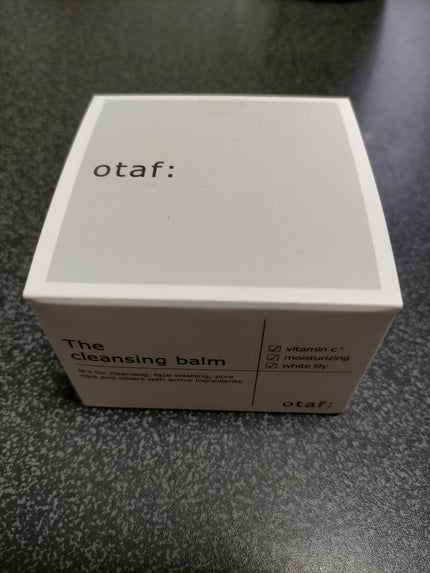 otaf:
The
cleansing balm
It's for cleansing, face washing, pore
care and others with active ingredients.
☑ vitamin c*
☑ moisturizing
☑ white lily
otaf: